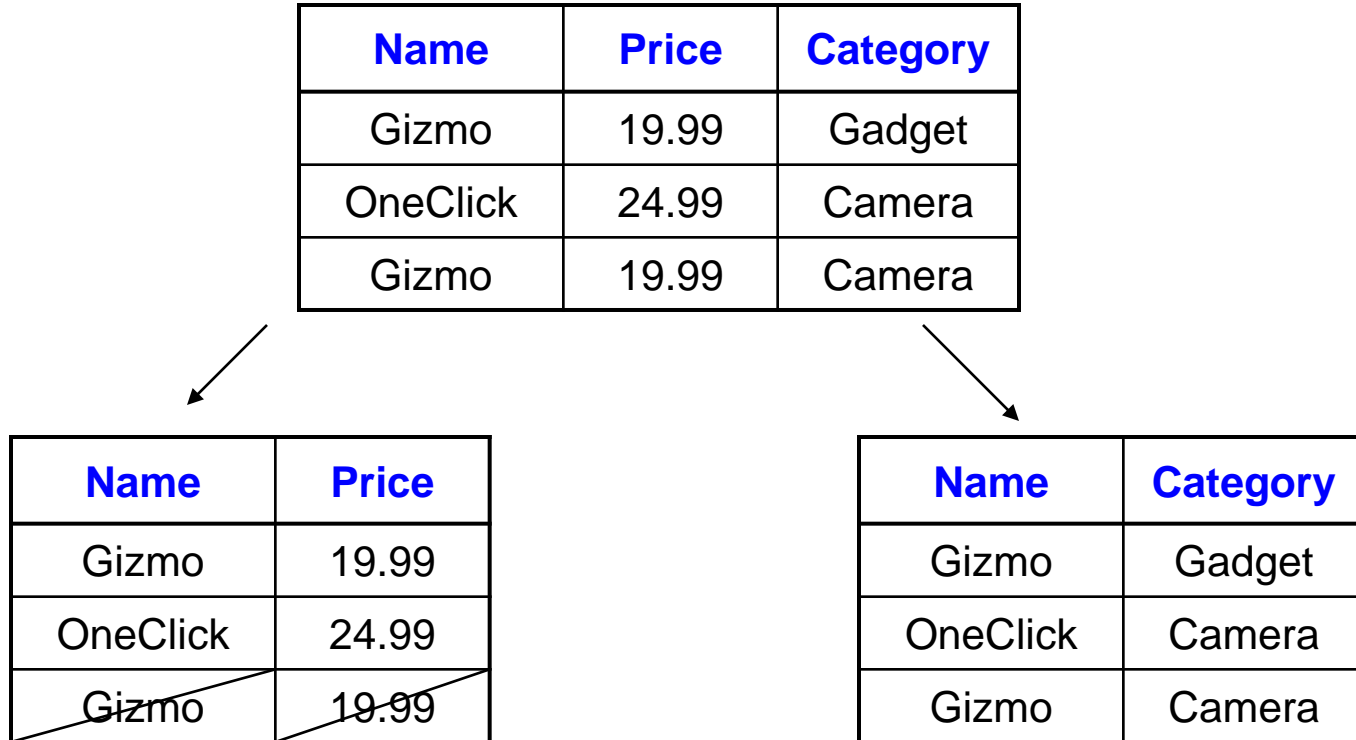 Name Price Category
Gizmo 19.99 Gadget
OneClick 24.99 Camera
Gizmo 19.99 Camera
Name Price
Gizmo 19.99
OneClick 24.99
Gizmo 19.99
Name Category
Gizmo Gadget
OneClick Camera
Gizmo Camera